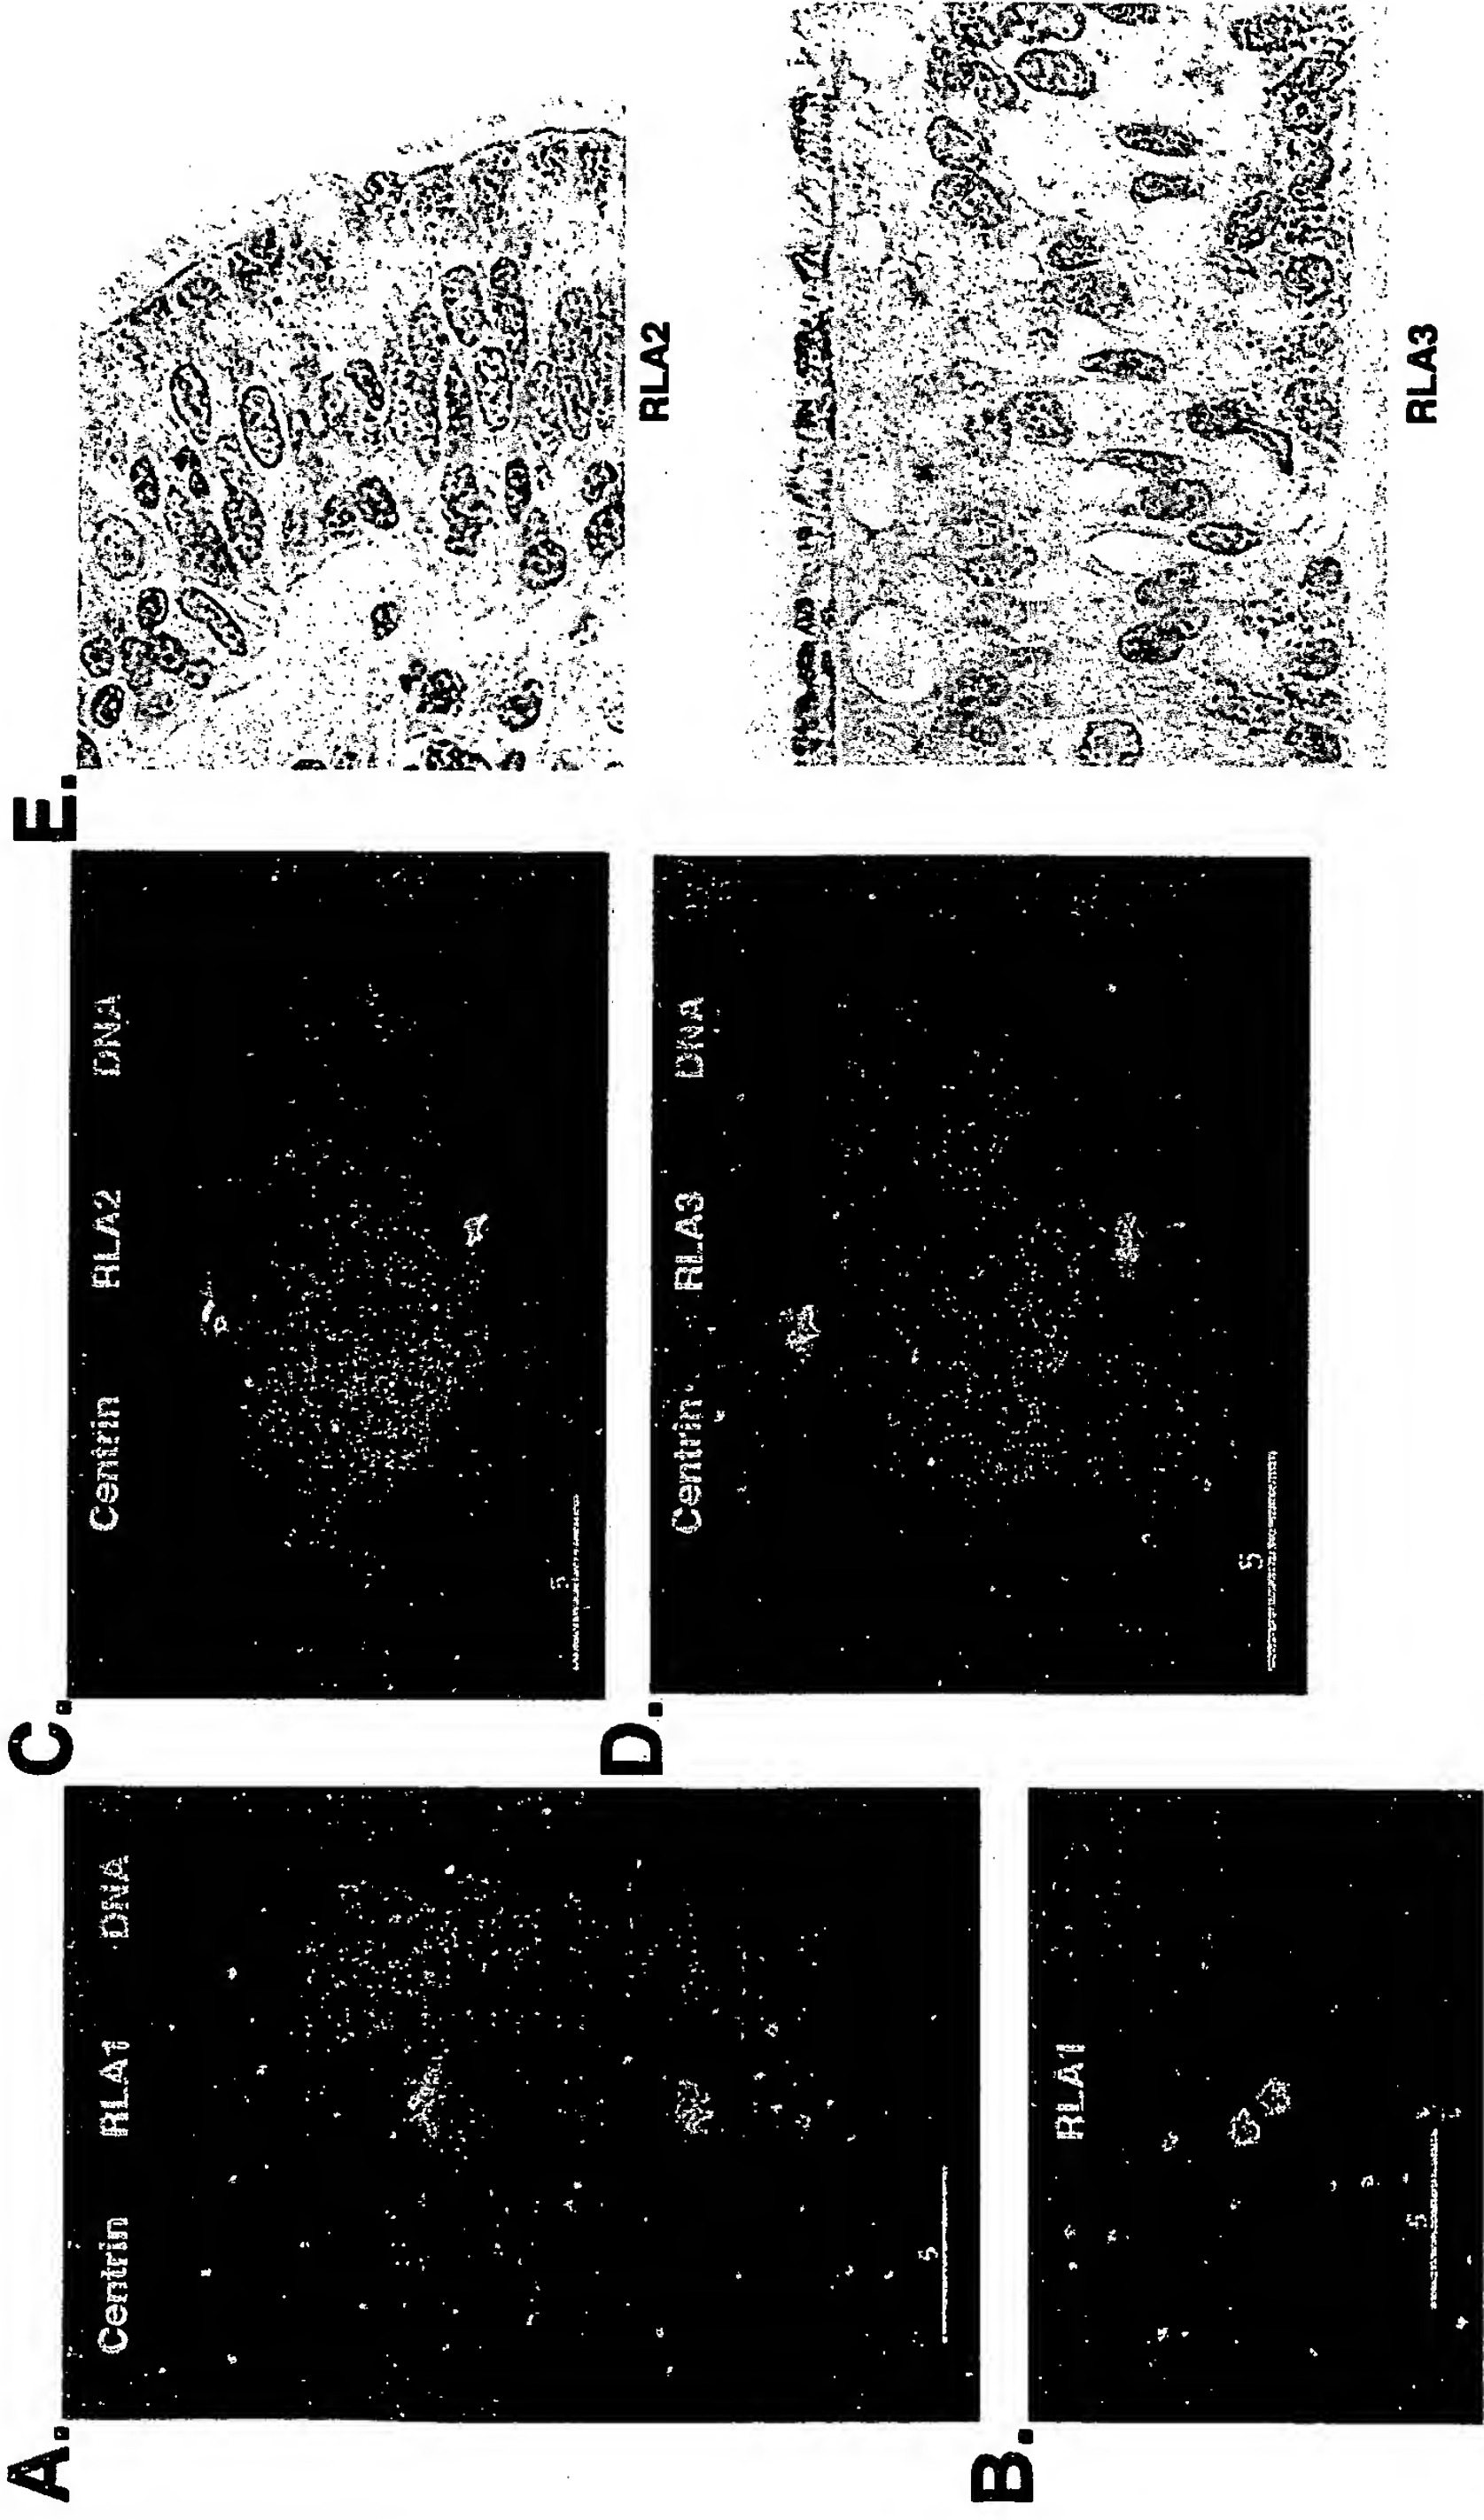 A.
Centrin RLA1 DNA
5
B.
RLA1
5
C.
Centrin RLA2 DNA
5
D.
Centrin RLA3 DNA
5
E.
RLA2
RLA3